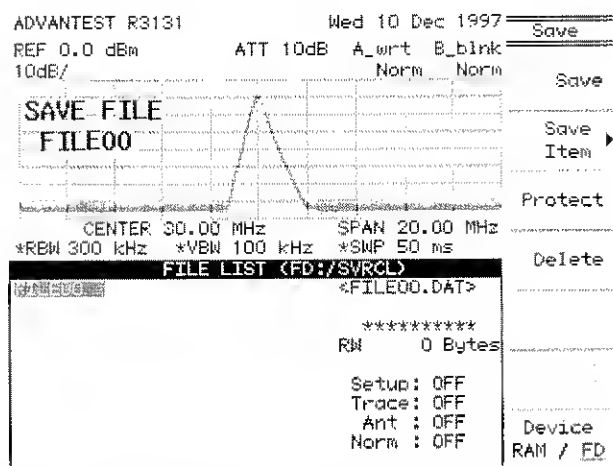 ADVANTEST R3131 Wed 10 Dec 1997
REF 0.0 dBm ATT 10dB A_wrt B_blnk
10dB/ Norm Norm
SAVE FILE
FILE00
CENTER 30.00 MHz SPAN 20.00 MHz
*RBW 300 kHz *VBW 100 kHz *SWP 50 ms
FILE LIST (FD:/SVRCL)
<FILE00.DAT>
**********
RW 0 Bytes
Setup: OFF
Trace: OFF
Ant : OFF
Norm : OFF
Save
Save
Save
Item
Protect
Delete
Device
RAM / FD